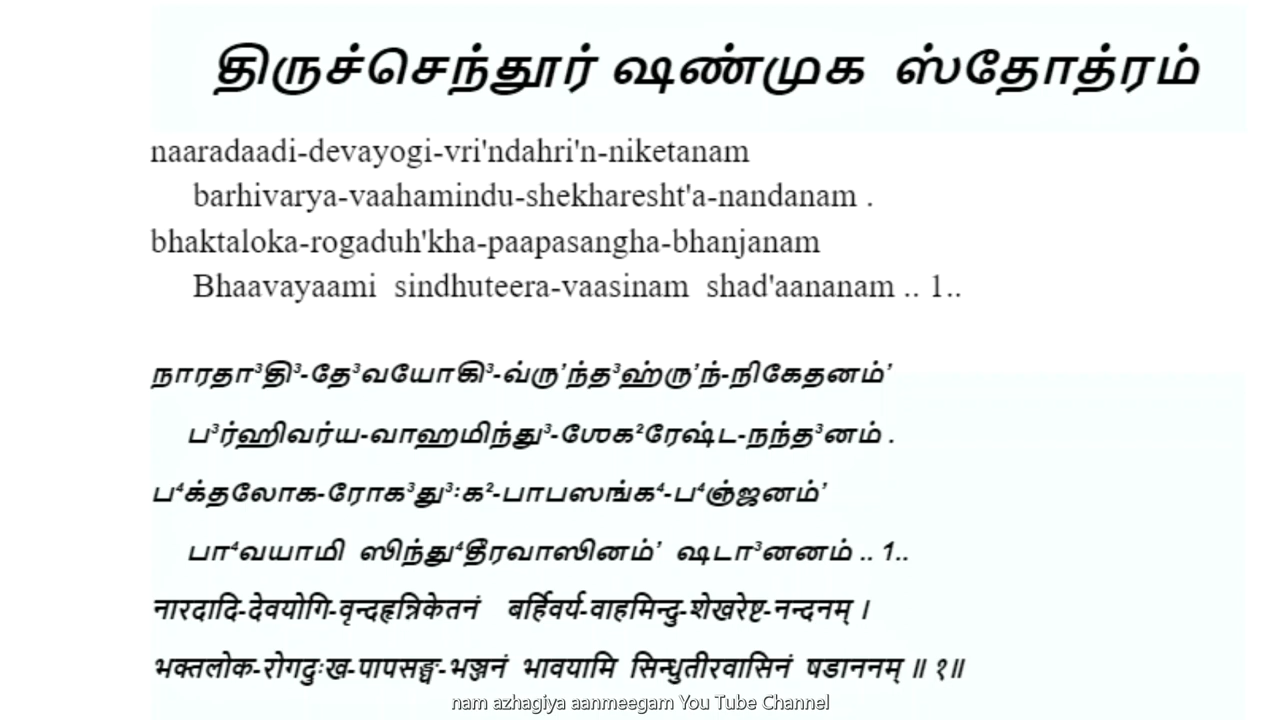 திருச்செந்தூர் ஷண்முக ஸ்தோத்ரம்
naaradaadi-devayogi-vri'ndahri'n-niketanam
barhivarya-vaahamindu-shekharesht'a-nandanam .
bhaktaloka-rogaduh'kha-paapasangha-bhanjanam
Bhaavayaami sindhuteera-vaasinam shad'aananam .. 1..
நாரதா³தி³-தே³வயோகி³-வ்ரு’ந்த³ஹ்ரு’ந்-நிகேதனம்’
ப³ர்ஹிவர்ய-வாஹமிந்து³-ஶேக²ரேஷ்ட-நந்த³னம் .
ப⁴க்தலோக-ரோக³து³꞉க²-பாபஸங்க⁴-ப⁴ஞ்ஜனம்’
பா⁴வயாமி ஸிந்து⁴தீரவாஸினம்’ ஷடா³னனம் .. 1..
नारदादि-देवयोगि-वृन्दहृन्निकेतनं बर्हिवर्य-वाहमिन्दु-शेखरेष्ट-नन्दनम् ।
भक्तलोक-रोगदुःख-पापसङ्घ-भञ्जनं भावयामि सिन्धुतीरवासिनं षडाननम् ॥ १॥
nam azhagiya aanmeegam You Tube Channel